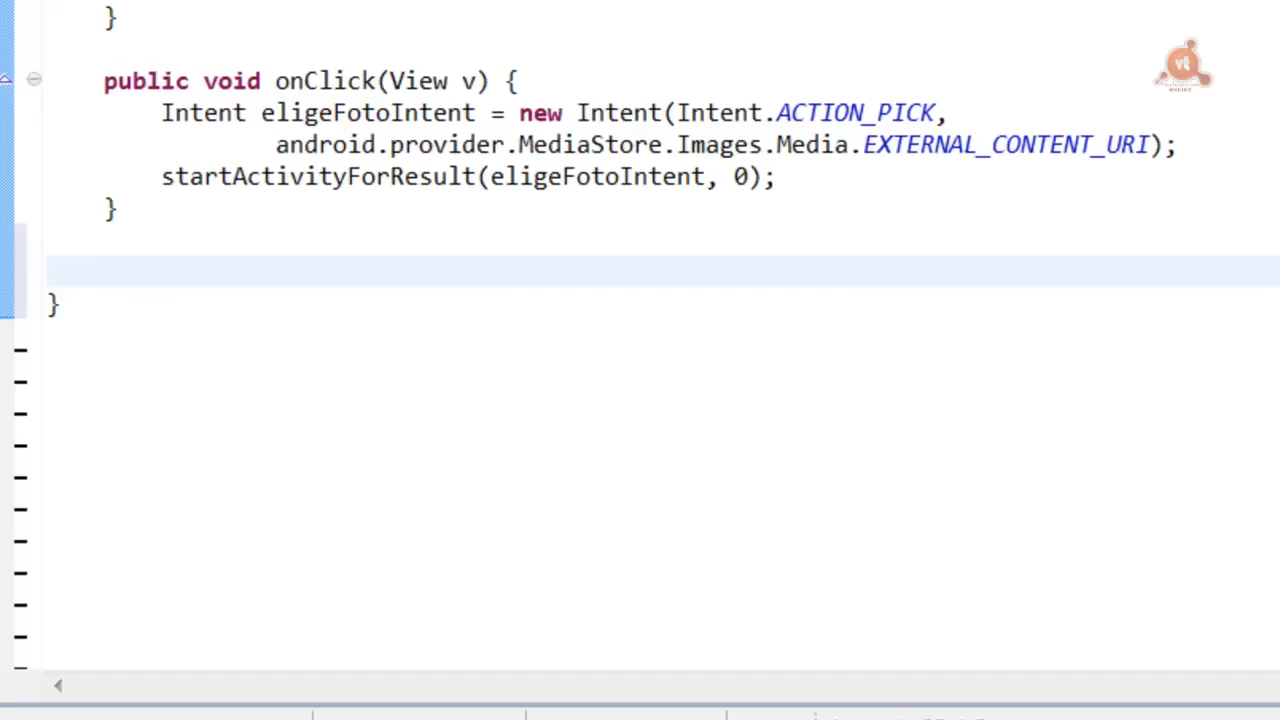 }
public void onClick(View v) {
Intent eligeFotoIntent = new Intent(Intent.ACTION_PICK,
android.provider.MediaStore.Images.Media.EXTERNAL_CONTENT_URI);
startActivityForResult(eligeFotoIntent, 0);
}
}
vt